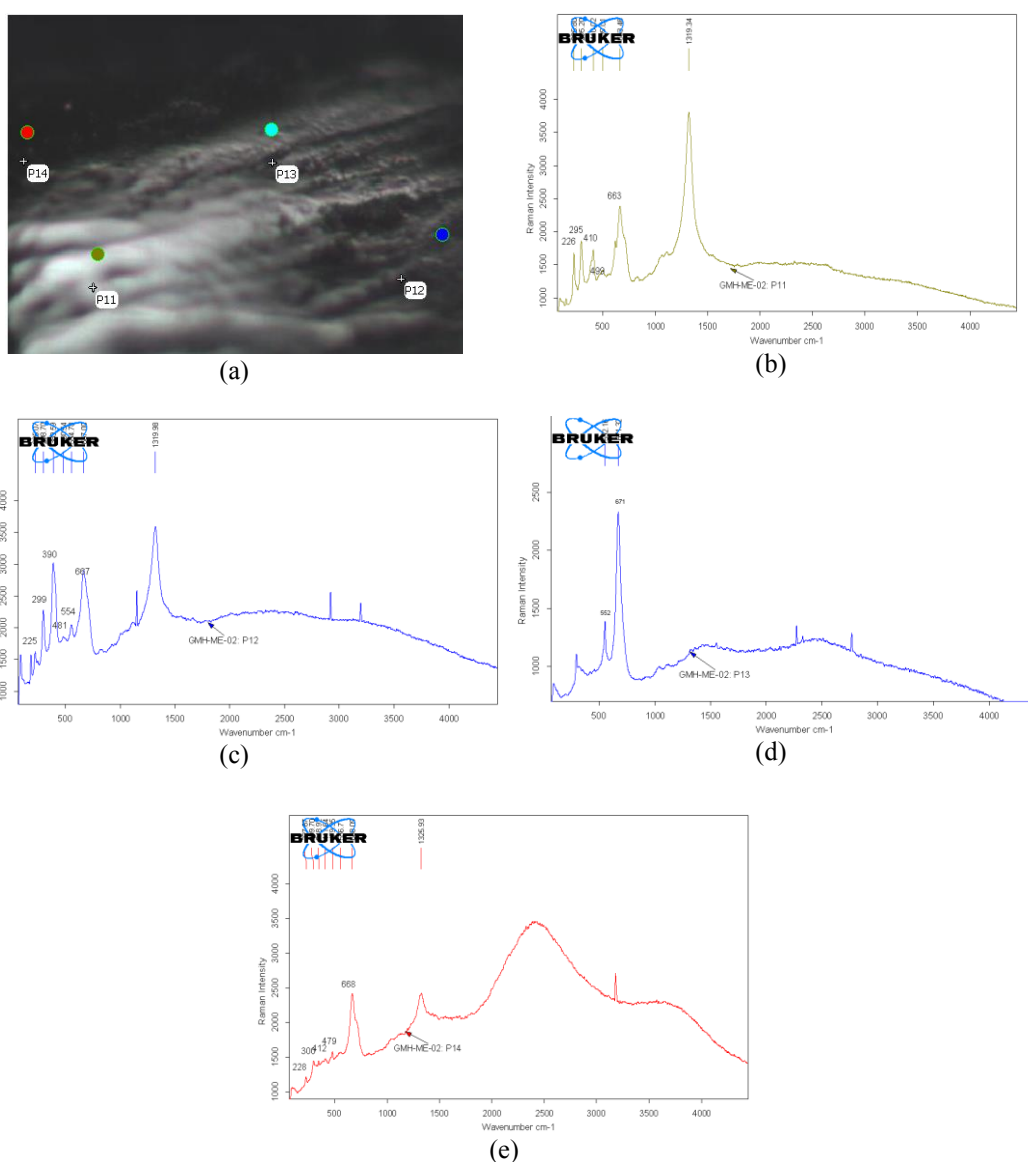 P14
P13
P12
P11
(a)
BRUKER
1319.34
Raman Intensity
4000
3500
3000
2500
2000
1500
1000
663
295
226
410
499
GMH-ME-02: P11
500 1000 1500 2000 2500 3000 3500 4000
Wavenumber cm-1
(b)
BRUKER
1319.98
Raman Intensity
4000
3500
3000
2500
2000
1500
1000
390
667
299
554
481
225
GMH-ME-02: P12
500 1000 1500 2000 2500 3000 3500 4000
Wavenumber cm-1
(c)
BRUKER
Raman Intensity
2500
2000
1500
1000
671
552
GMH-ME-02: P13
500 1000 1500 2000 2500 3000 3500 4000
Wavenumber cm-1
(d)
BRUKER
1325.93
Raman Intensity
4000
3500
3000
2500
2000
1500
1000
668
479
412
228
GMH-ME-02: P14
500 1000 1500 2000 2500 3000 3500 4000
Wavenumber cm-1
(e)